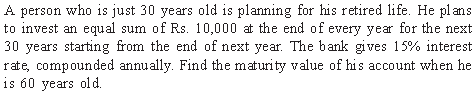 A person who is just 30 years old is planning for his retired life. He plans
to invest an equal sum of Rs. 10,000 at the end of every year for the next
30 years starting from the end of next year. The bank gives 15% interest
rate, compounded annually. Find the maturity value of his account when he
is 60 years old.